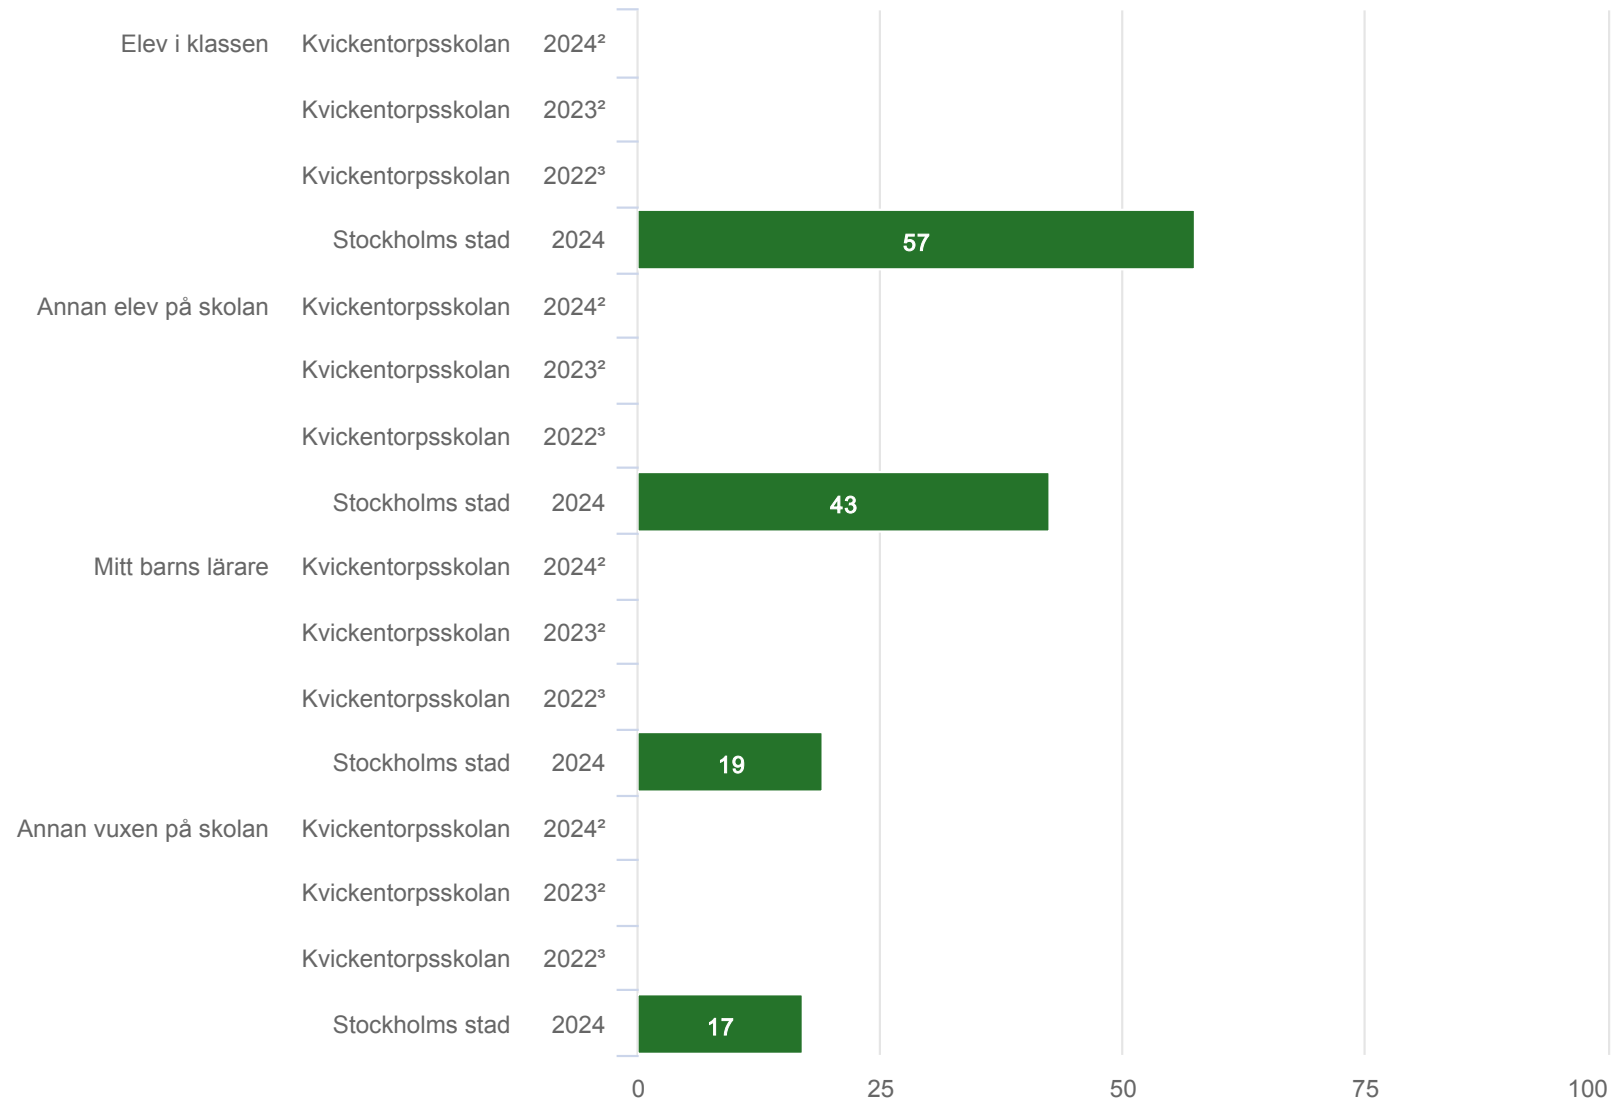 Elev i klassen Kvickentorpsskolan 2024²
Kvickentorpsskolan 2023²
Kvickentorpsskolan 2022³
Stockholms stad 2024 57
Annan elev på skolan Kvickentorpsskolan 2024²
Kvickentorpsskolan 2023²
Kvickentorpsskolan 2022³
Stockholms stad 2024 43
Mitt barns lärare Kvickentorpsskolan 2024²
Kvickentorpsskolan 2023²
Kvickentorpsskolan 2022³
Stockholms stad 2024 19
Annan vuxen på skolan Kvickentorpsskolan 2024²
Kvickentorpsskolan 2023²
Kvickentorpsskolan 2022³
Stockholms stad 2024 17
0 25 50 75 100